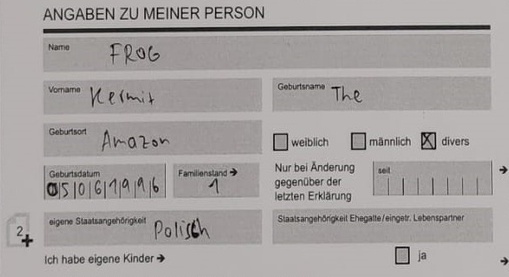 ANGABEN ZU MEINER PERSON
Name FROG
Vorname Kermit Geburtsname The
Geburtsort Amazon weiblich männlich X divers
Geburtsdatum 05061996 Familienstand → 1 Nur bei Änderung gegenüber der letzten Erklärung seit →
2+ eigene Staatsangehörigkeit Polisch Staatsangehörigkeit Ehegatte/eingetr. Lebenspartner
Ich habe eigene Kinder → ja →